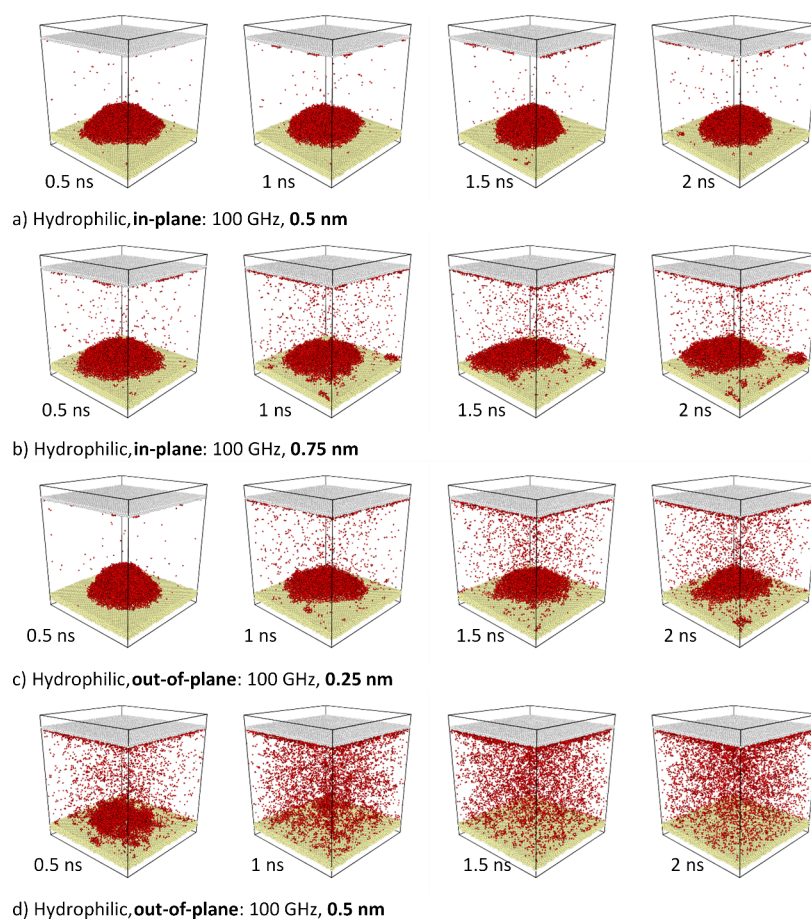 0.5 ns 1 ns 1.5 ns 2 ns
a) Hydrophilic, in-plane: 100 GHz, 0.5 nm
0.5 ns 1 ns 1.5 ns 2 ns
b) Hydrophilic, in-plane: 100 GHz, 0.75 nm
0.5 ns 1 ns 1.5 ns 2 ns
c) Hydrophilic, out-of-plane: 100 GHz, 0.25 nm
0.5 ns 1 ns 1.5 ns 2 ns
d) Hydrophilic, out-of-plane: 100 GHz, 0.5 nm